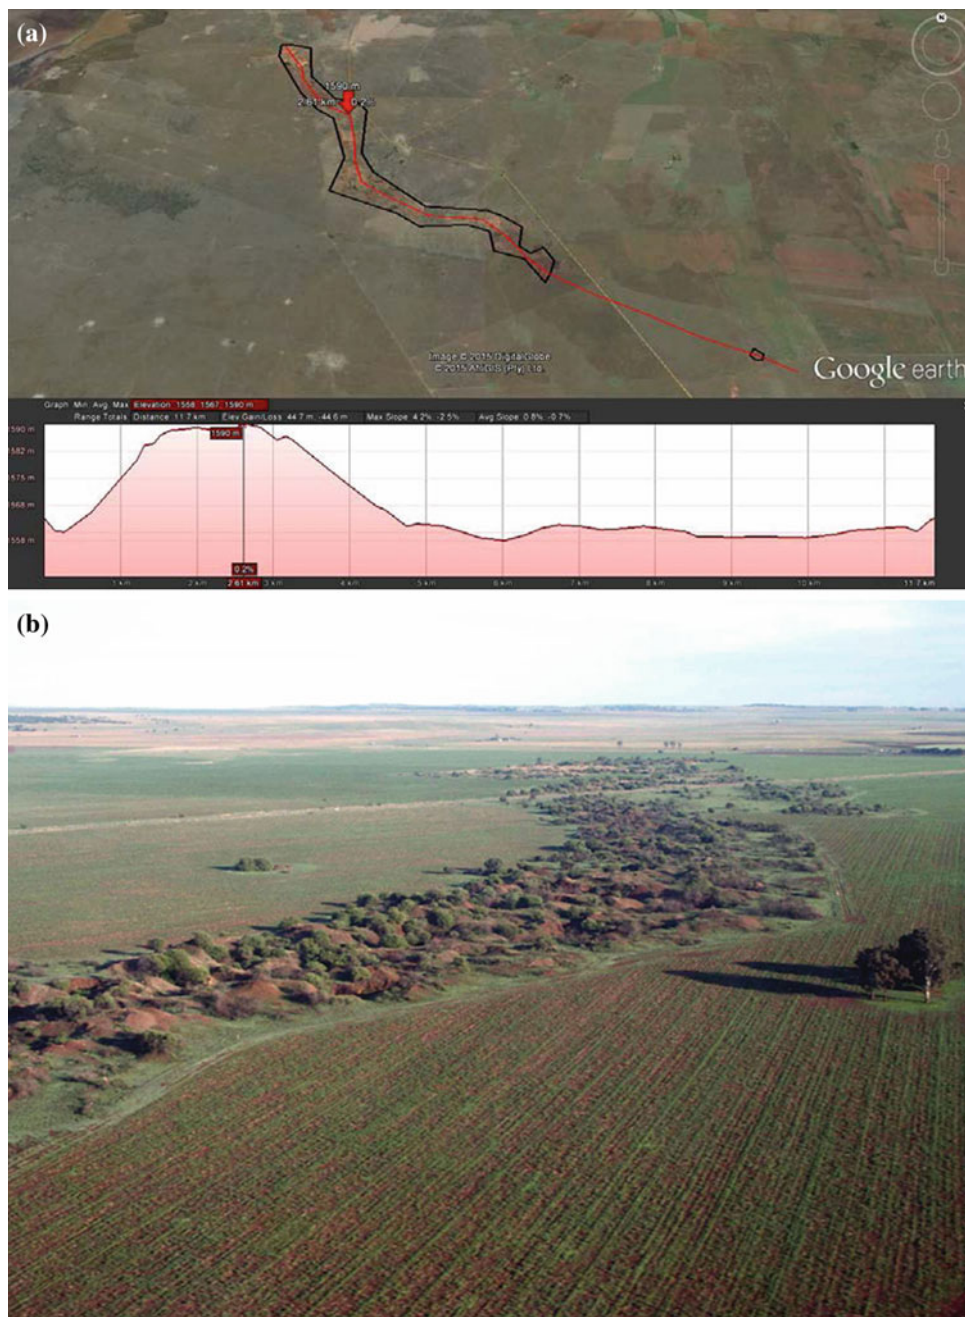 (a)
N
1590 m
2.61 km
0.2%
Image © 2015 DigitalGlobe
© 2015 AfriGIS (Pty) Ltd.
Google earth
Graph Min, Avg, Max Elevation: 1558, 1567, 1590 m
Range Totals Distance: 11.7 km Elev Gain/Loss: 44.7 m, -44.6 m Max Slope: 4.2%, -2.5% Avg Slope: 0.8%, -0.7%
1590 m
1590 m
1582 m
1575 m
1568 m
1558 m
0.2%
1 km 2 km 2.61 km 3 km 4 km 5 km 6 km 7 km 8 km 9 km 10 km 11.7 km
(b)